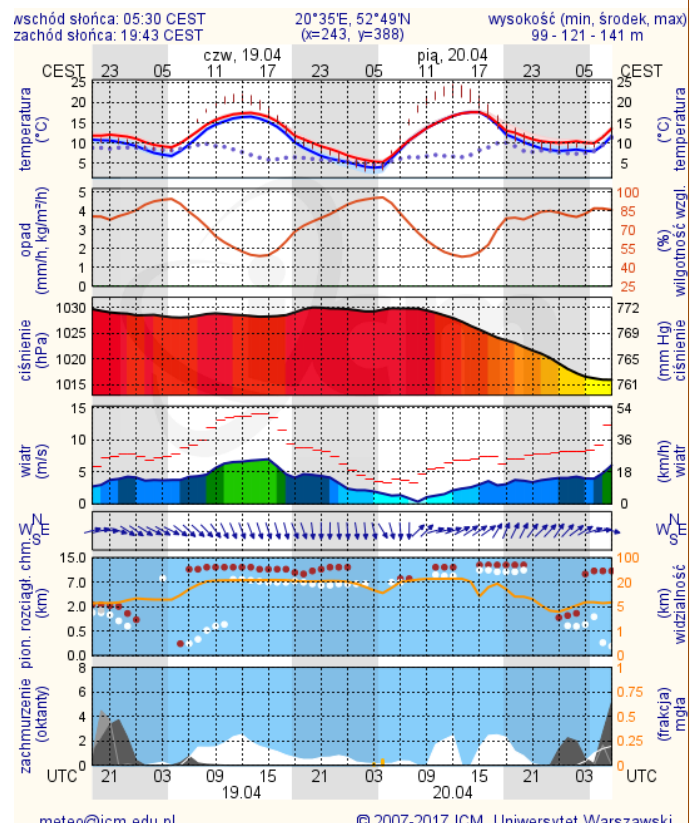 wschód słońca: 05:30 CEST 20°35'E, 52°49'N wysokość (min, środek, max)
zachód słońca: 19:43 CEST (x=243, y=388) 99 - 121 - 141 m
czw, 19.04 pią, 20.04
CEST 23 05 11 17 23 05 11 17 23 05 CEST
temperatura (°C)
25
20
15
10
5
25
20
15
10
5
temperatura (°C)
opad (mm/h, kg/m²/h)
5
4
3
2
1
0
100
85
70
55
40
25
wilgotność wzgl. (%)
ciśnienie (hPa)
1030
1025
1020
1015
772
769
765
761
(mm Hg) ciśnienie
wiatr (m/s)
15
10
5
0
54
36
18
0
(km/h) wiatr
N
W E
S
N
W E
S
pion. rozciągł. chm. (km)
15.0
7.0
2.0
0.5
0.0
100
20
5
1
0
(km) widzialność
zachmurzenie (oktanty)
8
6
4
2
0
1
0.75
0.5
0.25
0
(frakcja) mgła
UTC 21 03 09 15 21 03 09 15 21 03 UTC
19.04 20.04
meteo@icm.edu.pl © 2007-2017 ICM, Uniwersytet Warszawski